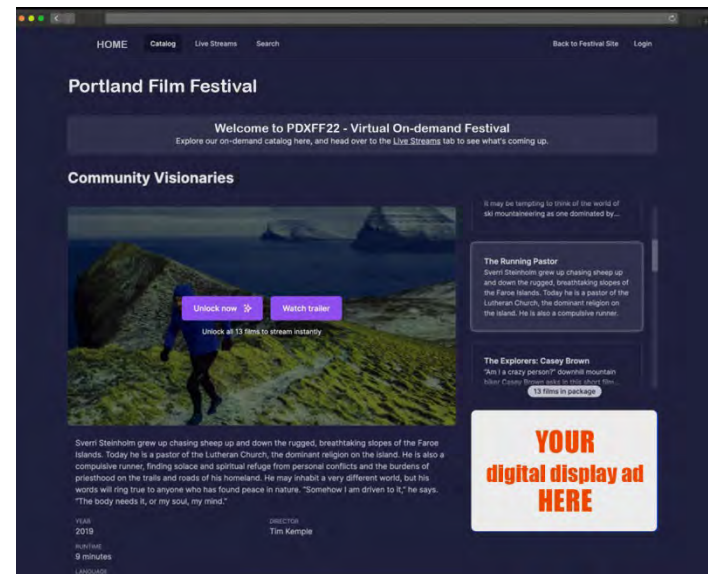 HOME Catalog Live Streams Search Back to Festival Site Login
Portland Film Festival
Welcome to PDXFF22 - Virtual On-demand Festival
Explore our on-demand catalog here, and head over to the Live Streams tab to see what's coming up.
Community Visionaries
Unlock now Watch trailer
Unlock all 13 films to stream instantly
It may be tempting to think of the world of
ski mountaineering as one dominated by...
The Running Pastor
Sverri Steinholm grew up chasing sheep up
and down the rugged, breathtaking slopes of
the Faroe Islands. Today he is a pastor of the
Lutheran Church, the dominant religion on
the island. He is also a compulsive runner.
The Explorers: Casey Brown
"Am I a crazy person?" downhill mountain
biker Casey Brown asks in this short film...
13 films in package
YOUR
digital display ad
HERE
Sverri Steinholm grew up chasing sheep up and down the rugged, breathtaking slopes of the Faroe
Islands. Today he is a pastor of the Lutheran Church, the dominant religion on the island. He is also a
compulsive runner, finding solace and spiritual refuge from personal conflicts and the burdens of
priesthood on the trails and roads of his homeland. He may inhabit a very different world, but his
words will ring true to anyone who has found peace in nature. "Somehow I am driven to it," he says.
"The body needs it, or my soul, my mind."
YEAR DIRECTOR
2019 Tim Kemple
RUNTIME
9 minutes
LANGUAGE